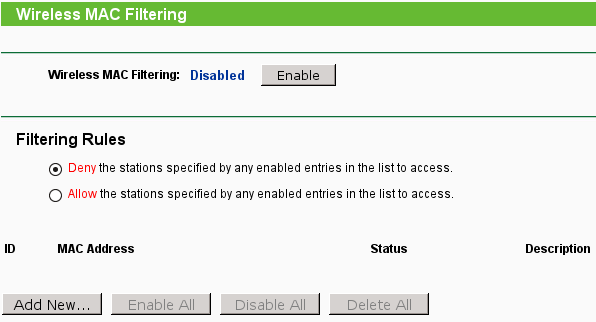 Wireless MAC Filtering
Wireless MAC Filtering: Disabled Enable
Filtering Rules
Deny the stations specified by any enabled entries in the list to access.
Allow the stations specified by any enabled entries in the list to access.
ID MAC Address Status Description
Add New... Enable All Disable All Delete All